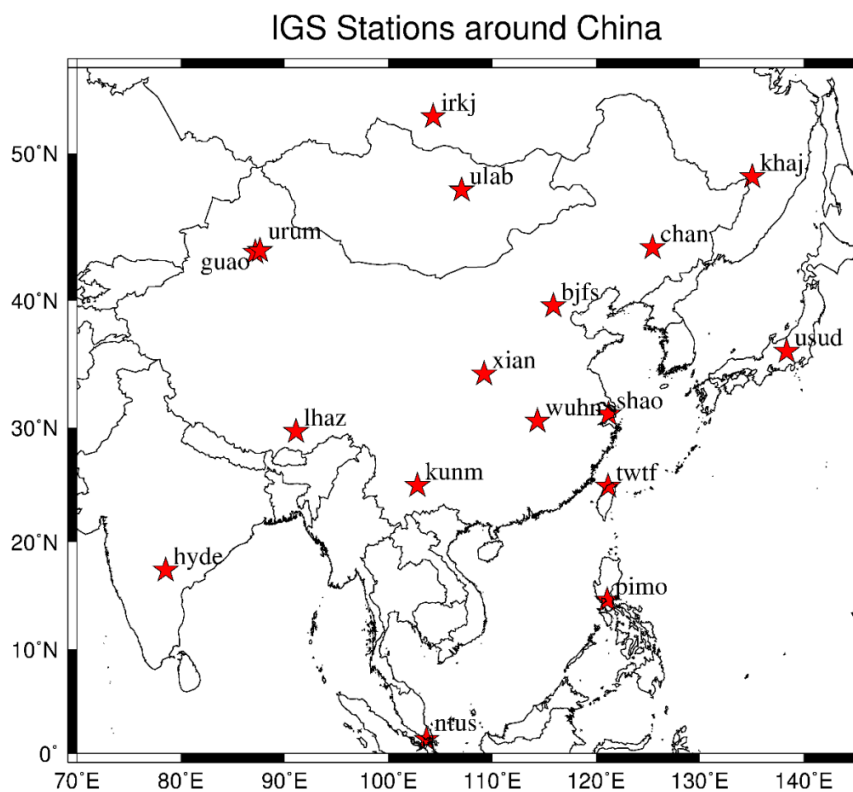 IGS Stations around China
irkj
50˚N
khaj
ulab
urum
chan
guao
40˚N
bjfs
usud
xian
shao
wuhn
30˚N
lhaz
kunm
twtf
20˚N
hyde
pimo
10˚N
ntus
0˚
70˚E 80˚E 90˚E 100˚E 110˚E 120˚E 130˚E 140˚E